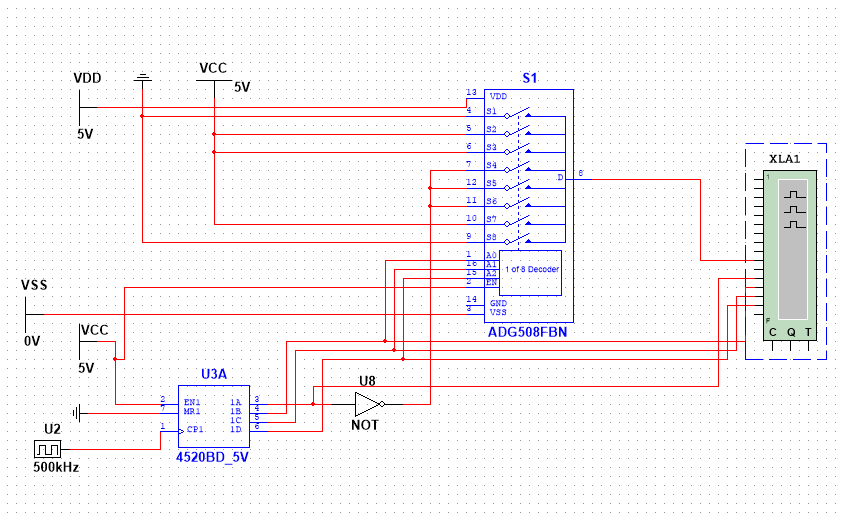 VDD
5V
VCC
5V
S1
13
VDD
4
S1
5
S2
6
S3
7
S4
12
S5
11
S6
10
S7
9
S8
D
8
1
A0
16
A1
15
A2
2
EN
1 of 8 Decoder
14
GND
3
VSS
ADG508FBN
XLA1
1
F
C Q T
VSS
0V
VCC
5V
U3A
2
EN1
7
MR1
1
CP1
1A
3
1B
4
1C
5
1D
6
4520BD_5V
U8
NOT
U2
500kHz